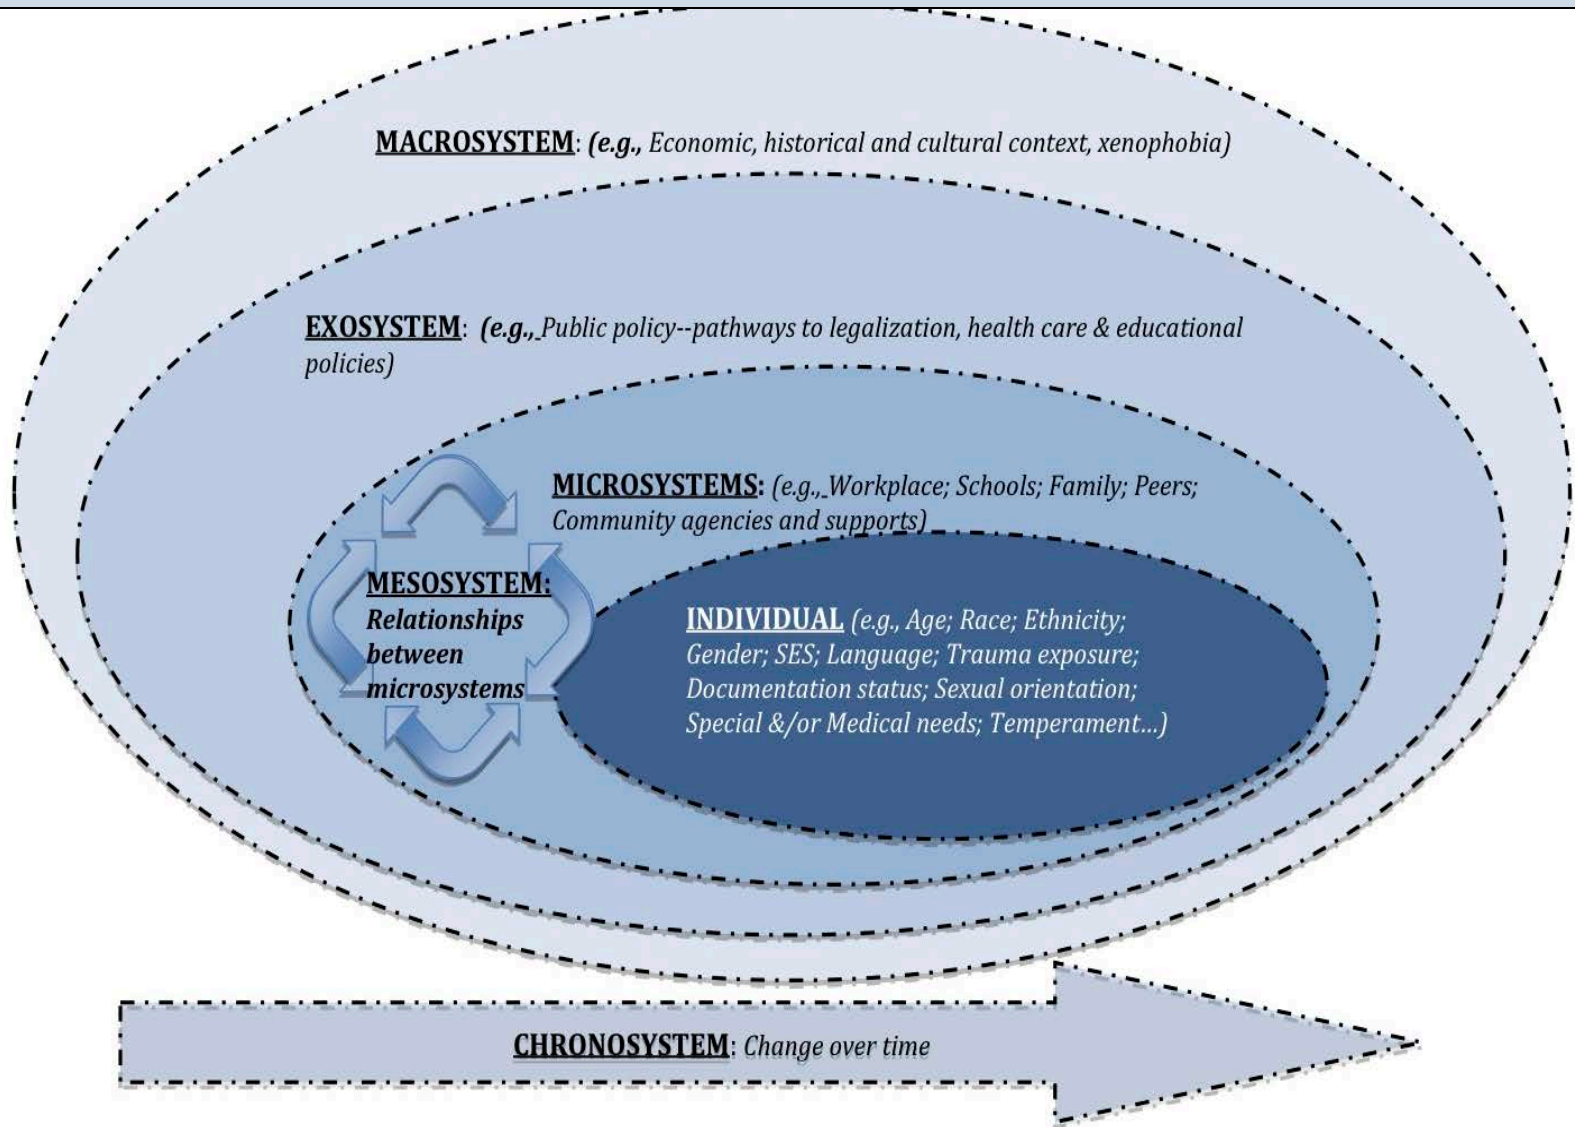 MACROSYSTEM: (e.g., Economic, historical and cultural context, xenophobia)
EXOSYSTEM: (e.g., Public policy--pathways to legalization, health care & educational
policies)
MICROSYSTEMS: (e.g., Workplace; Schools; Family; Peers;
Community agencies and supports)
MESOSYSTEM:
Relationships
between
microsystems
INDIVIDUAL (e.g., Age; Race; Ethnicity;
Gender; SES; Language; Trauma exposure;
Documentation status; Sexual orientation;
Special &/or Medical needs; Temperament...)
CHRONOSYSTEM: Change over time